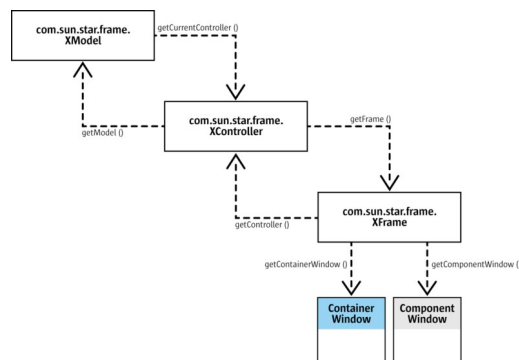 com.sun.star.frame.
XModel
getCurrentController ()
getModel ()
com.sun.star.frame.
XController
getFrame ()
getController ()
com.sun.star.frame.
XFrame
getContainerWindow ()
getComponentWindow (
Container
Window
Component
Window